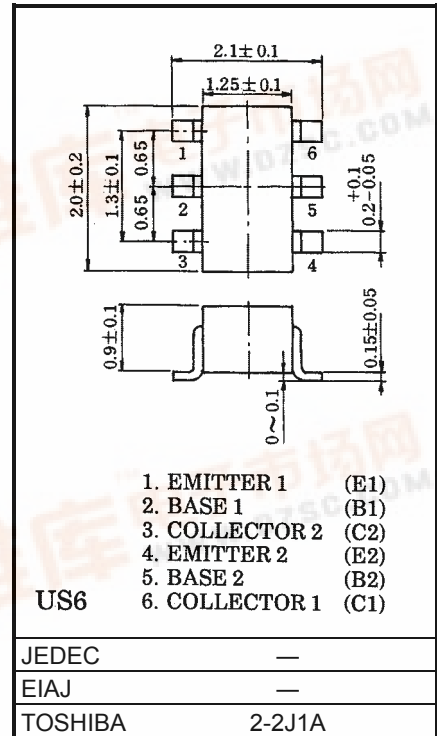 2.1±0.1
1.25±0.1
1
6
2
5
3
4
2.0±0.2
1.3±0.1
0.65
0.65
+0.1
0.2-0.05
0.9±0.1
0.15±0.05
0~0.1
1. EMITTER 1 (E1)
2. BASE 1 (B1)
3. COLLECTOR 2 (C2)
4. EMITTER 2 (E2)
5. BASE 2 (B2)
US6 6. COLLECTOR 1 (C1)
JEDEC —
EIAJ —
TOSHIBA 2-2J1A